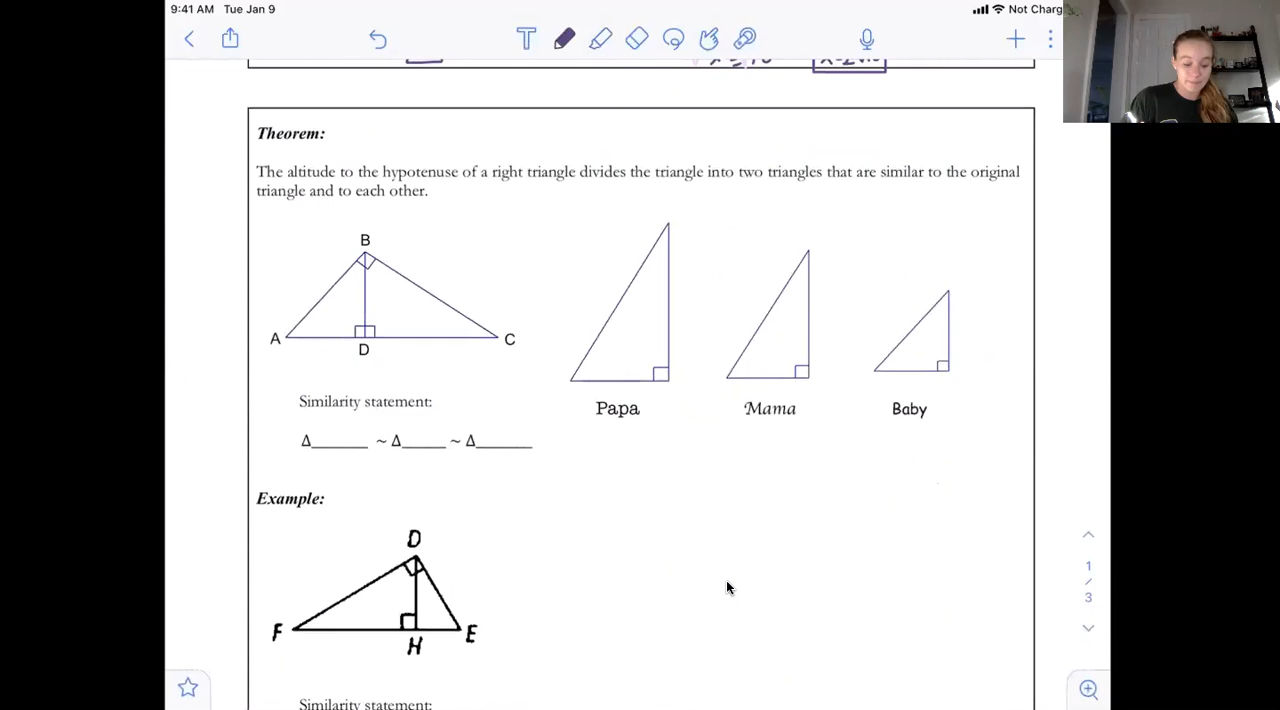 9:41 AM Tue Jan 9
Not Charg
T
Theorem:
The altitude to the hypotenuse of a right triangle divides the triangle into two triangles that are similar to the original
triangle and to each other.
B
A
D
C
Papa
Mama
Baby
Similarity statement:
Δ______ ~ Δ_____ ~ Δ______
Example:
D
F
H
E
1
/
3
Similarity statement: